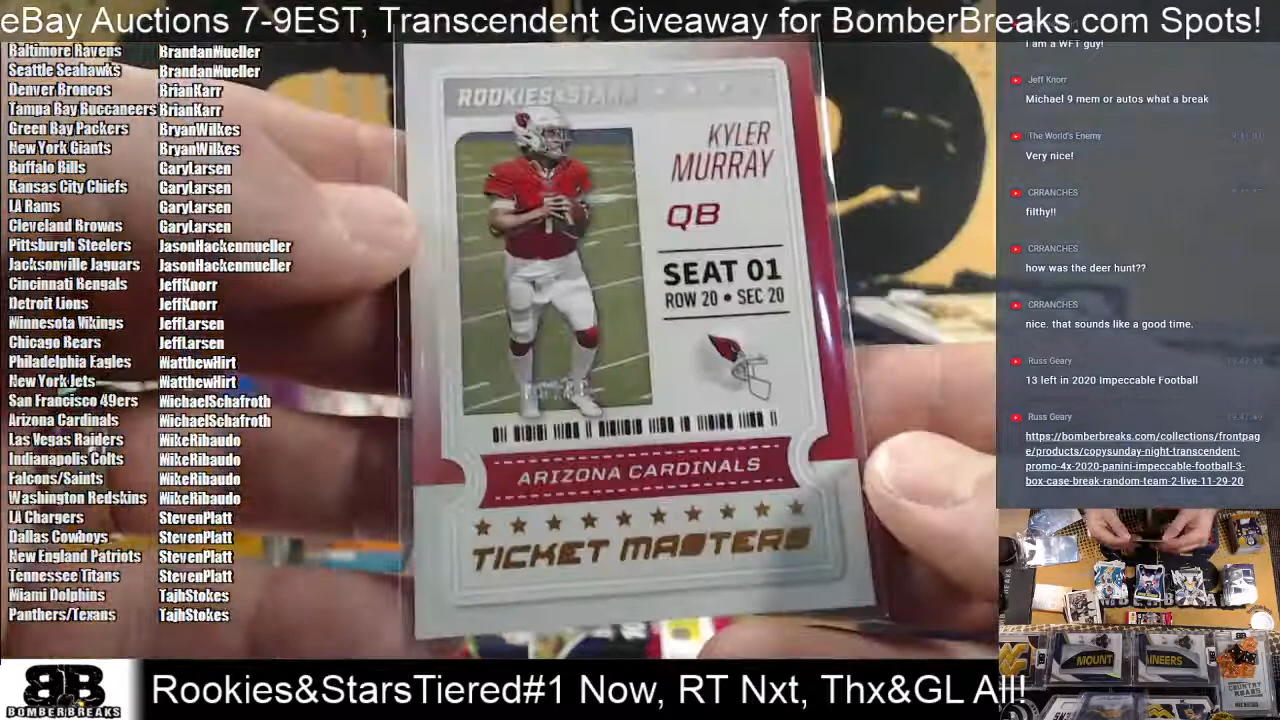 eBay Auctions 7-9EST, Transcendent Giveaway for BomberBreaks.com Spots!
Baltimore Ravens BrandanMueller
Seattle Seahawks BrandanMueller
Denver Broncos BrianKarr
Tampa Bay Buccaneers BrianKarr
Green Bay Packers BryanWilkes
New York Giants BryanWilkes
Buffalo Bills GaryLarsen
Kansas City Chiefs GaryLarsen
LA Rams GaryLarsen
Cleveland Browns GaryLarsen
Pittsburgh Steelers JasonHackenmueller
Jacksonville Jaguars JasonHackenmueller
Cincinnati Bengals JeffKnorr
Detroit Lions JeffKnorr
Minnesota Vikings JeffLarsen
Chicago Bears JeffLarsen
Philadelphia Eagles MatthewHirt
New York Jets MatthewHirt
San Francisco 49ers MichaelSchafroth
Arizona Cardinals MichaelSchafroth
Las Vegas Raiders MikeRibaudo
Indianapolis Colts MikeRibaudo
Falcons/Saints MikeRibaudo
Washington Redskins MikeRibaudo
LA Chargers StevenPlatt
Dallas Cowboys StevenPlatt
New England Patriots StevenPlatt
Tennessee Titans StevenPlatt
Miami Dolphins TajhStokes
Panthers/Texans TajhStokes
ROOKIES & STARS
KYLER
MURRAY
QB
SEAT 01
ROW 20 • SEC 20
ARIZONA CARDINALS
TICKET MASTERS
I am a WFT guy!
Jeff Knorr
Michael 9 mem or autos what a break
The World's Enemy
Very nice!
CRRANCHES
filthy!!
CRRANCHES
how was the deer hunt??
CRRANCHES
nice. that sounds like a good time.
Russ Geary
13 left in 2020 Impeccable Football
Russ Geary
https://bomberbreaks.com/collections/frontpag
e/products/copysunday-night-transcendent-
promo-4x-2020-panini-impeccable-football-3-
box-case-break-random-team-2-live-11-29-20
MOUNT AINEERS
COUNTRY
ROADS
BB
BOMBERBREAKS
Rookies&StarsTiered#1 Now, RT Nxt, Thx&GL All!